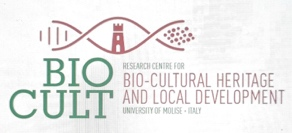 BIO
CULT
RESEARCH CENTRE FOR
BIO-CULTURAL HERITAGE
AND LOCAL DEVELOPMENT
UNIVERSITY OF MOLISE - ITALY